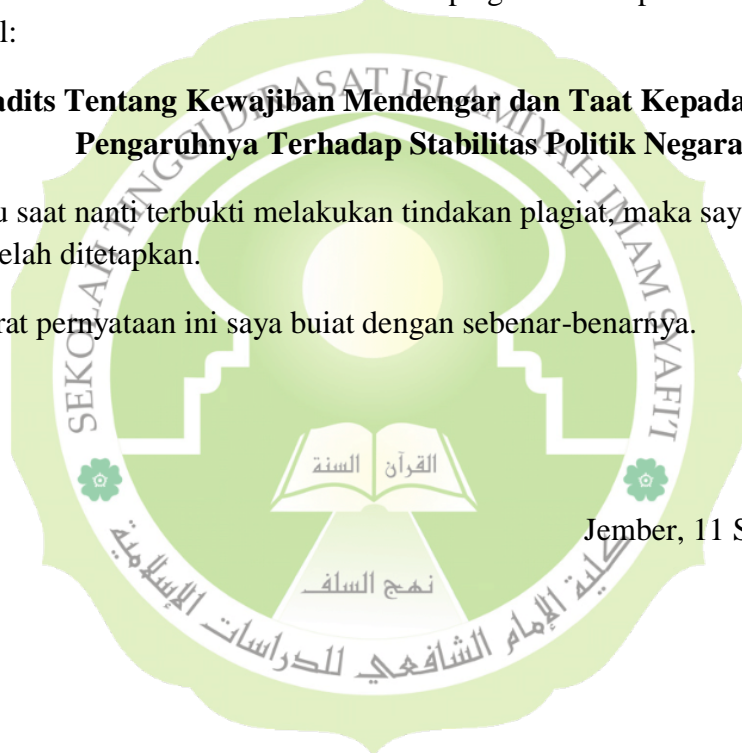 l:
adits Tentang Kewajiban Mendengar dan Taat Kepada
Pengaruhnya Terhadap Stabilitas Politik Negara
u saat nanti terbukti melakukan tindakan plagiat, maka say
elah ditetapkan.
rat pernyataan ini saya buiat dengan sebenar-benarnya.
Jember, 11 S
SEKOLAH TINGGI DIRASAT ISLAMIYAH IMAM SYAFI'I
القرآن السنة
نهج السلف
كلية الإمام الشافعي للدراسات الإسلامية